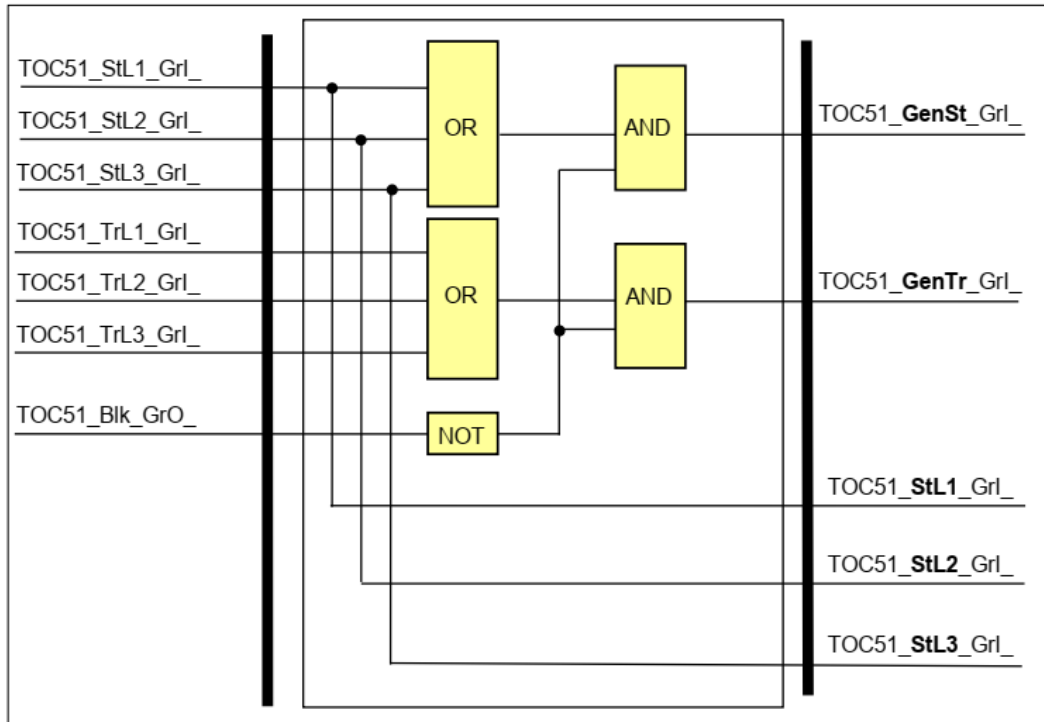 TOC51_StL1_GrI_
TOC51_StL2_GrI_
TOC51_StL3_GrI_
TOC51_TrL1_GrI_
TOC51_TrL2_GrI_
TOC51_TrL3_GrI_
TOC51_Blk_GrO_
OR
OR
NOT
AND
AND
TOC51_GenSt_GrI_
TOC51_GenTr_GrI_
TOC51_StL1_GrI_
TOC51_StL2_GrI_
TOC51_StL3_GrI_